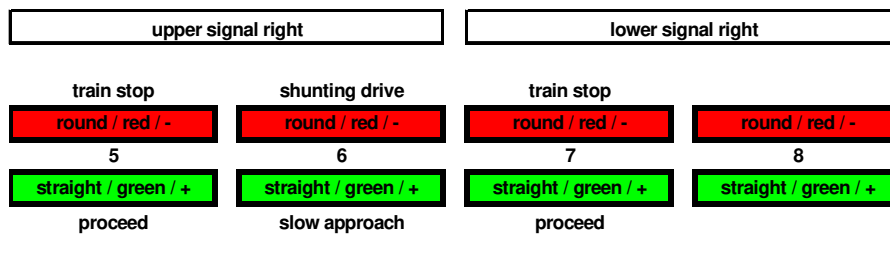 upper signal right lower signal right
train stop shunting drive train stop
round / red / - round / red / - round / red / - round / red / -
5 6 7 8
straight / green / + straight / green / + straight / green / + straight / green / +
proceed slow approach proceed